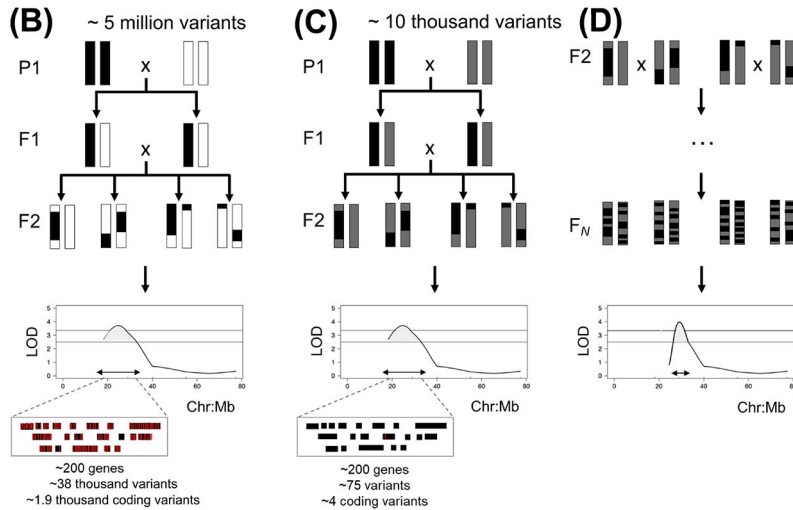 (B)
~ 5 million variants
P1
x
F1
x
F2
LOD
5
4
3
2
1
0
0 20 40 60 80
Chr:Mb
~200 genes
~38 thousand variants
~1.9 thousand coding variants
(C)
~ 10 thousand variants
P1
x
F1
x
F2
LOD
5
4
3
2
1
0
0 20 40 60 80
Chr:Mb
~200 genes
~75 variants
~4 coding variants
(D)
F2
x
x
...
FN
LOD
5
4
3
2
1
0
0 20 40 60 80
Chr:Mb